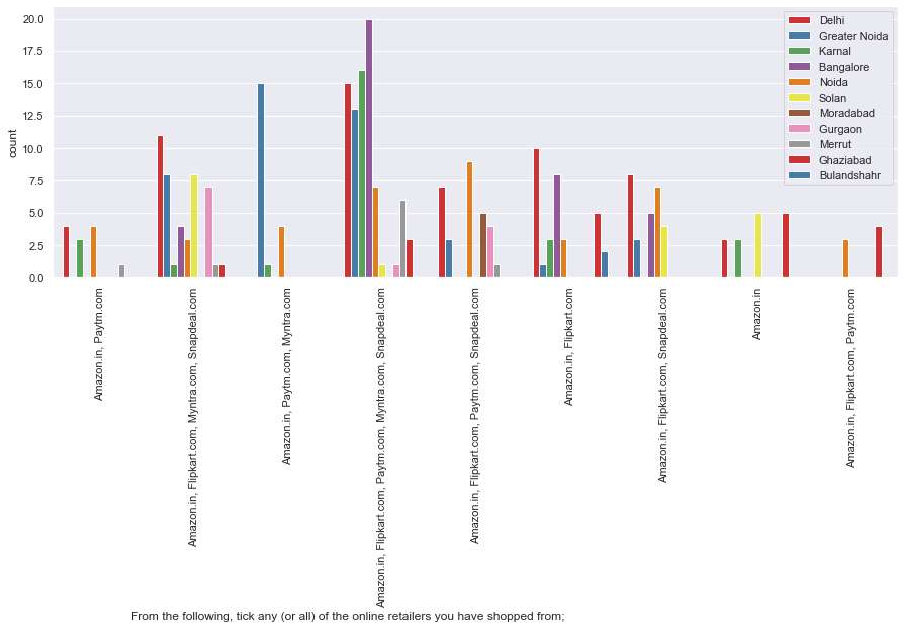 20.0
17.5
15.0
12.5
10.0
7.5
5.0
2.5
0.0
count
Delhi
Greater Noida
Karnal
Bangalore
Noida
Solan
Moradabad
Gurgaon
Merrut
Ghaziabad
Bulandshahr
Amazon.in, Paytm.com
Amazon.in, Flipkart.com, Myntra.com, Snapdeal.com
Amazon.in, Paytm.com, Myntra.com
Amazon.in, Flipkart.com, Paytm.com, Myntra.com, Snapdeal.com
Amazon.in, Flipkart.com, Paytm.com, Snapdeal.com
Amazon.in, Flipkart.com
Amazon.in, Flipkart.com, Snapdeal.com
Amazon.in
Amazon.in, Flipkart.com, Paytm.com
From the following, tick any (or all) of the online retailers you have shopped from;